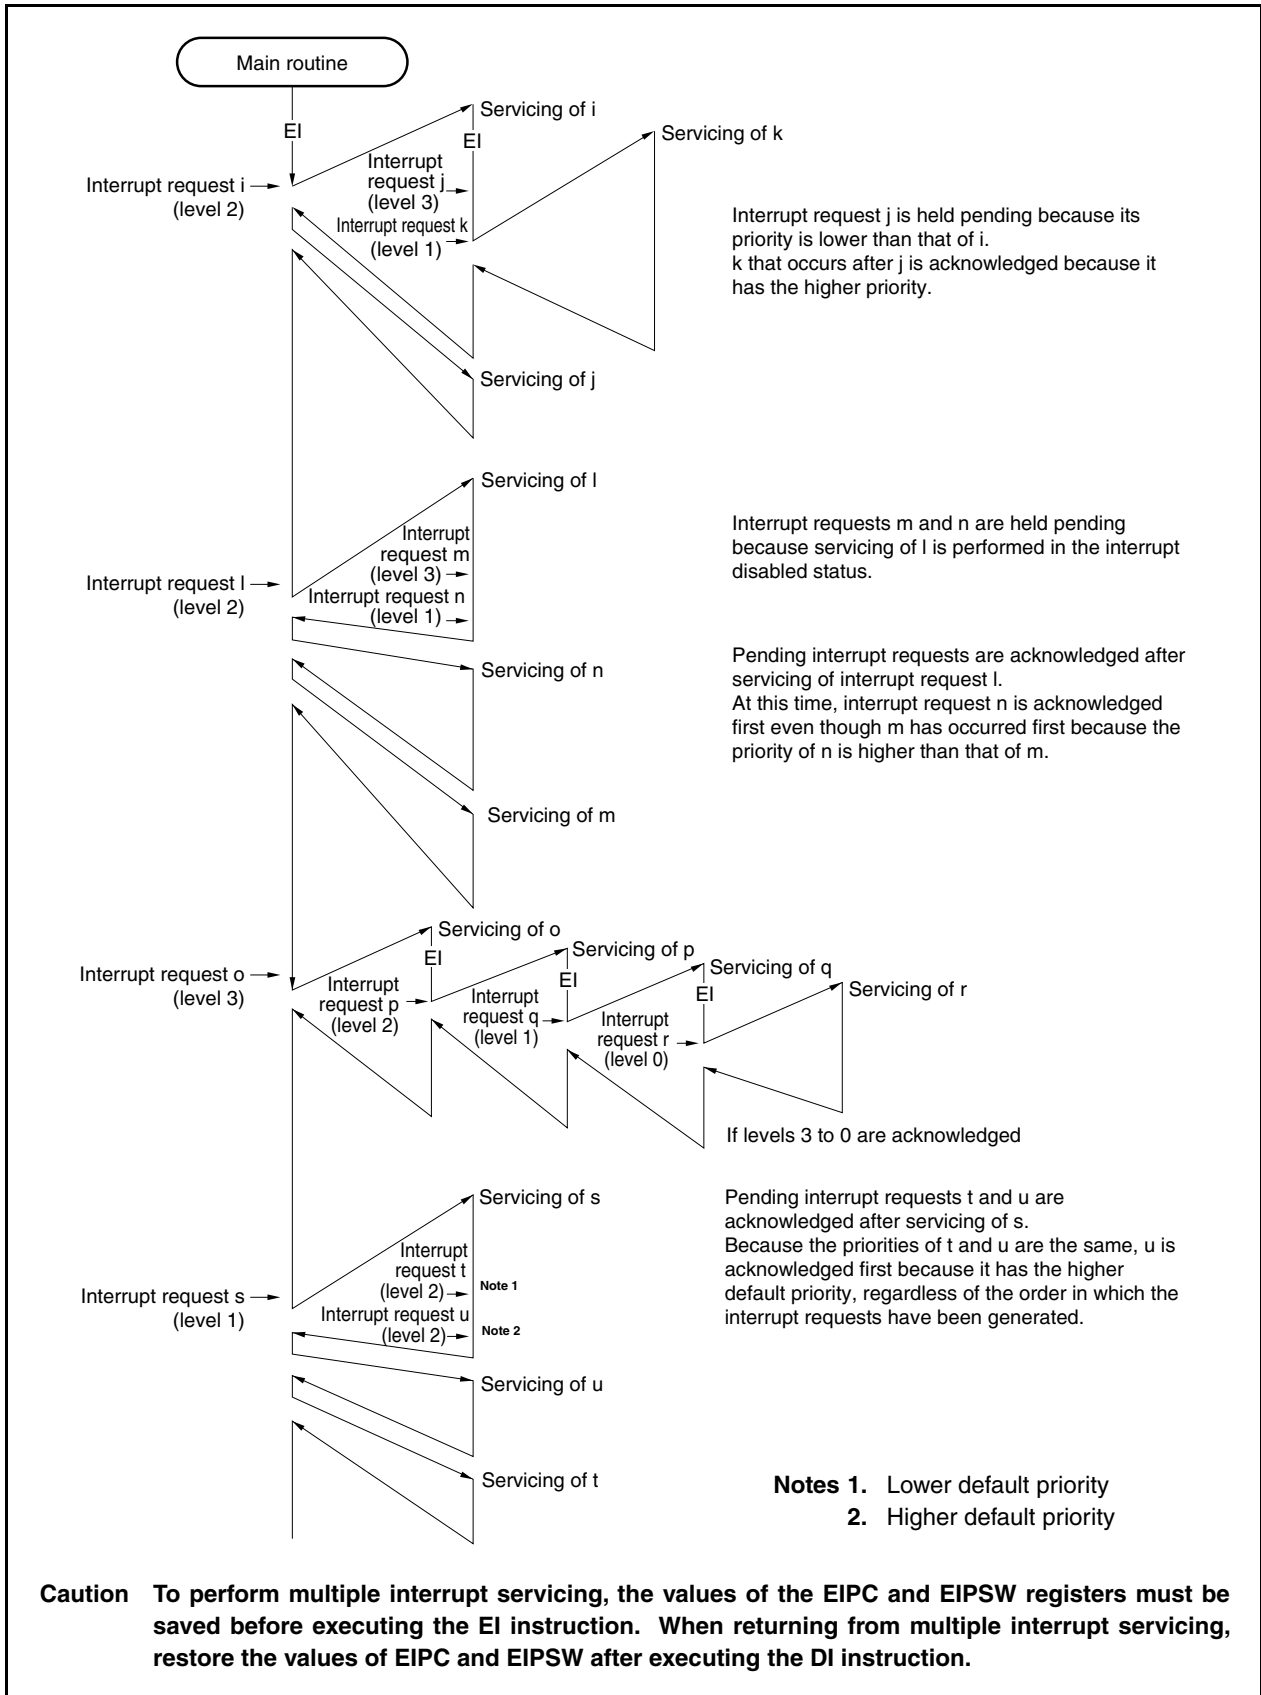 Main routine
EI
Servicing of i
EI
Servicing of k
Interrupt request i
(level 2)
Interrupt
request j
(level 3)
Interrupt request k
(level 1)
Interrupt request j is held pending because its
priority is lower than that of i.
k that occurs after j is acknowledged because it
has the higher priority.
Servicing of j
Servicing of l
Interrupt request l
(level 2)
Interrupt
request m
(level 3)
Interrupt request n
(level 1)
Interrupt requests m and n are held pending
because servicing of l is performed in the interrupt
disabled status.
Servicing of n
Pending interrupt requests are acknowledged after
servicing of interrupt request l.
At this time, interrupt request n is acknowledged
first even though m has occurred first because the
priority of n is higher than that of m.
Servicing of m
Servicing of o
EI
Servicing of p
EI
Servicing of q
EI
Servicing of r
Interrupt request o
(level 3)
Interrupt
request p
(level 2)
Interrupt
request q
(level 1)
Interrupt
request r
(level 0)
If levels 3 to 0 are acknowledged
Servicing of s
Interrupt request s
(level 1)
Interrupt
request t
(level 2)
Note 1
Interrupt request u
(level 2)
Note 2
Pending interrupt requests t and u are
acknowledged after servicing of s.
Because the priorities of t and u are the same, u is
acknowledged first because it has the higher
default priority, regardless of the order in which the
interrupt requests have been generated.
Servicing of u
Servicing of t
Notes 1. Lower default priority
2. Higher default priority
Caution To perform multiple interrupt servicing, the values of the EIPC and EIPSW registers must be
saved before executing the EI instruction. When returning from multiple interrupt servicing,
restore the values of EIPC and EIPSW after executing the DI instruction.